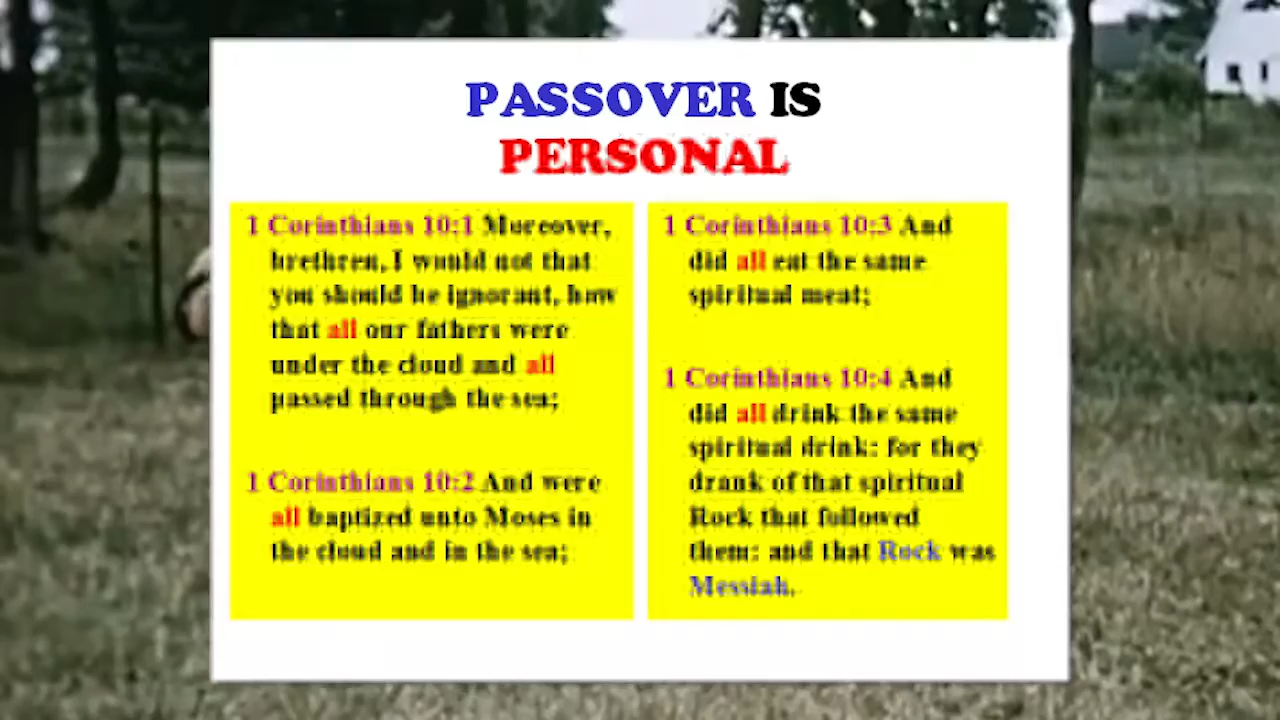 PASSOVER IS
PERSONAL
1 Corinthians 10:1 Moreover,
brethren, I would not that
you should be ignorant, how
that all our fathers were
under the cloud and all
passed through the sea;
1 Corinthians 10:2 And were
all baptized unto Moses in
the cloud and in the sea;
1 Corinthians 10:3 And
did all eat the same
spiritual meat;
1 Corinthians 10:4 And
did all drink the same
spiritual drink: for they
drank of that spiritual
Rock that followed
them: and that Rock was
Messiah.